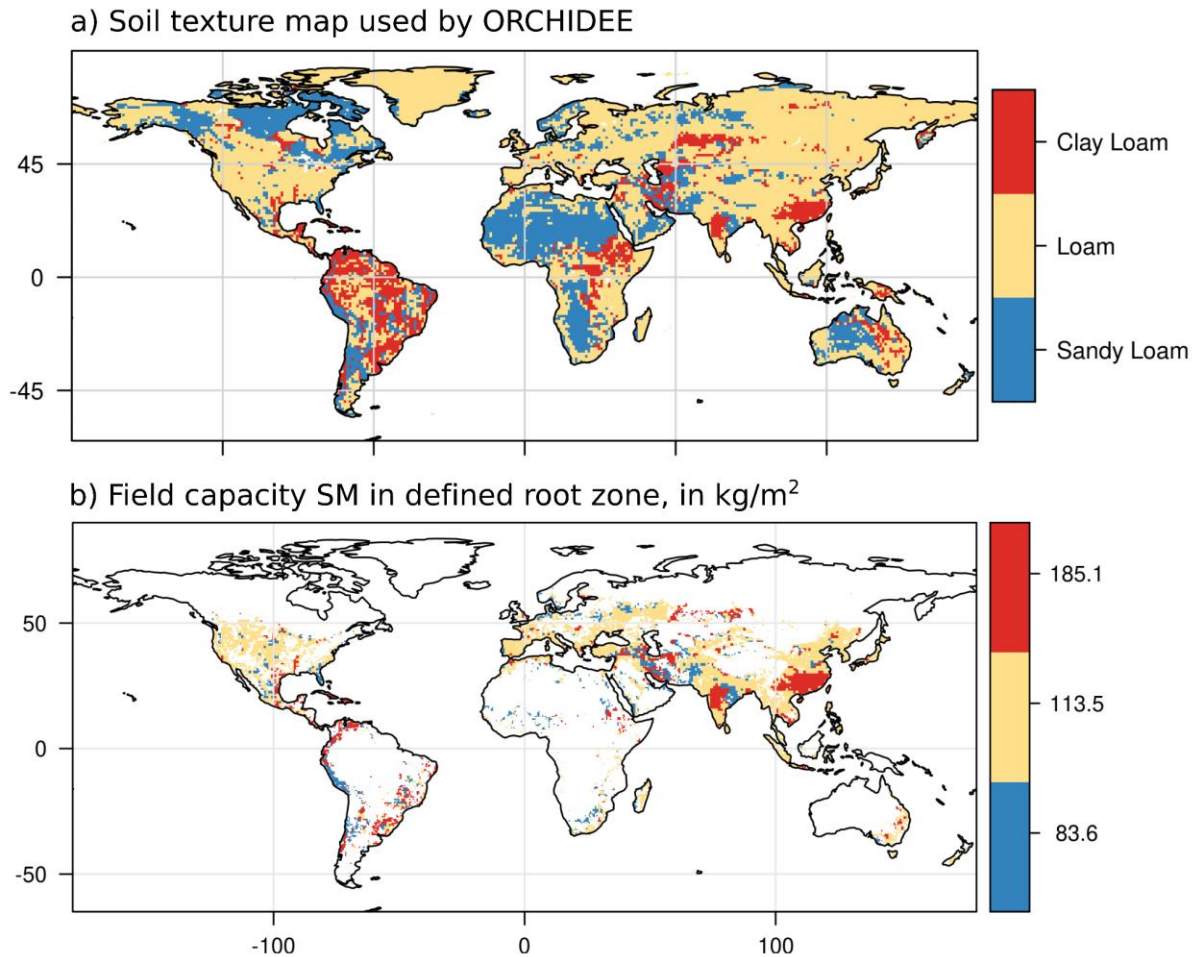 a) Soil texture map used by ORCHIDEE
45
0
-45
Clay Loam
Loam
Sandy Loam
b) Field capacity SM in defined root zone, in kg/m²
50
0
-50
185.1
113.5
83.6
-100 0 100